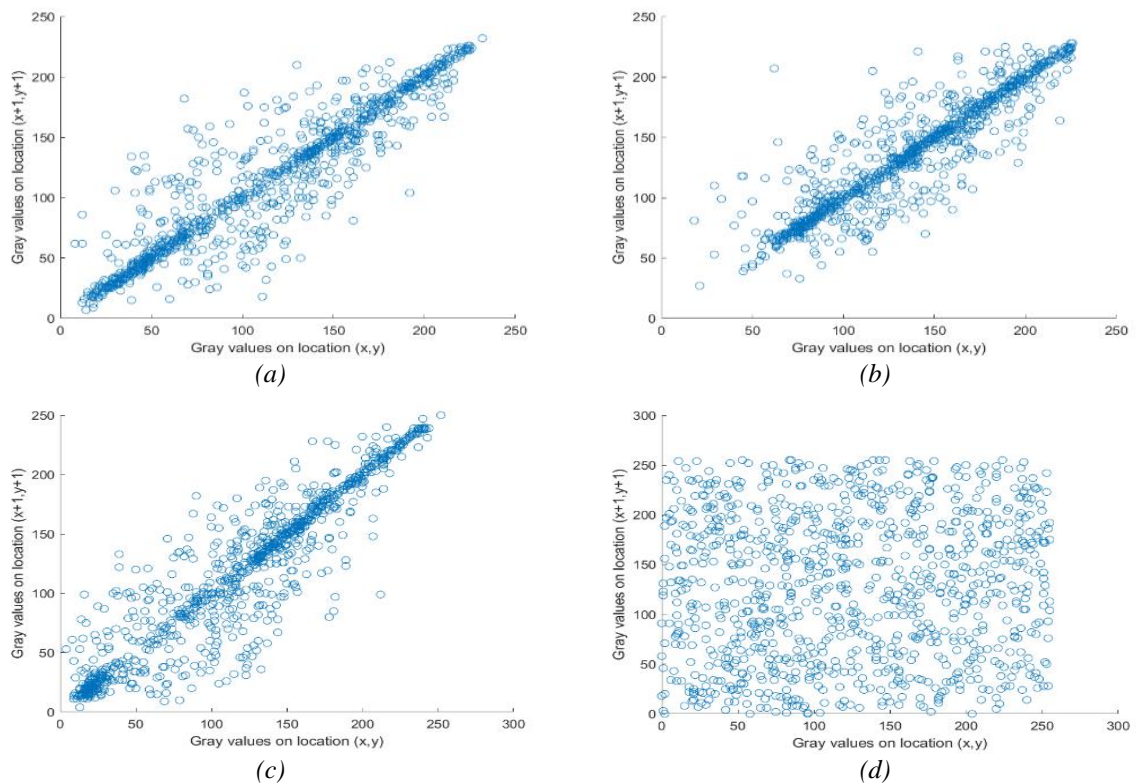 250
200
150
100
50
0
Gray values on location (x+1,y+1)
0 50 100 150 200 250
Gray values on location (x,y)
(a)
250
200
150
100
50
0
Gray values on location (x+1,y+1)
0 50 100 150 200 250
Gray values on location (x,y)
(b)
250
200
150
100
50
0
Gray values on location (x+1,y+1)
0 50 100 150 200 250 300
Gray values on location (x,y)
(c)
300
250
200
150
100
50
0
Gray values on location (x+1,y+1)
0 50 100 150 200 250 300
Gray values on location (x,y)
(d)